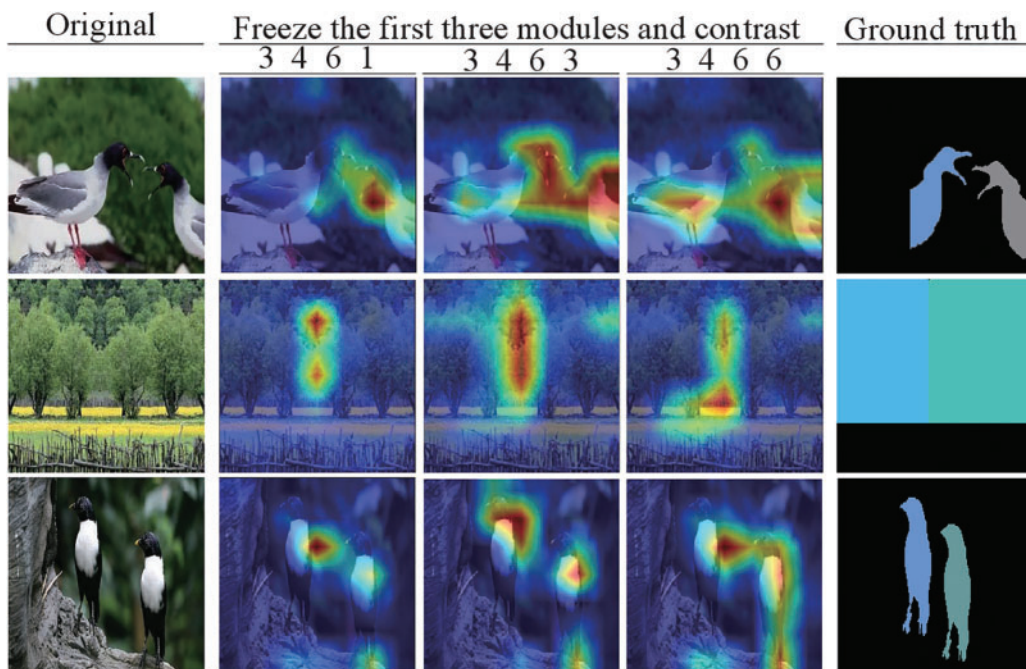 Original Freeze the first three modules and contrast Ground truth
3 4 6 1 3 4 6 3 3 4 6 6